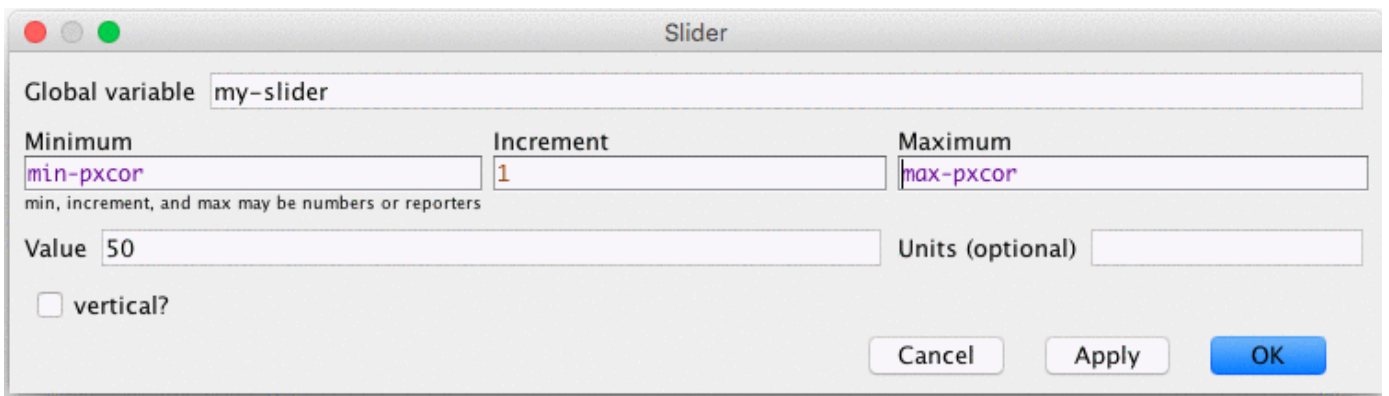 Slider
Global variable my-slider
Minimum Increment Maximum
min-pxcor 1 max-pxcor
min, increment, and max may be numbers or reporters
Value 50 Units (optional)
vertical?
Cancel Apply OK